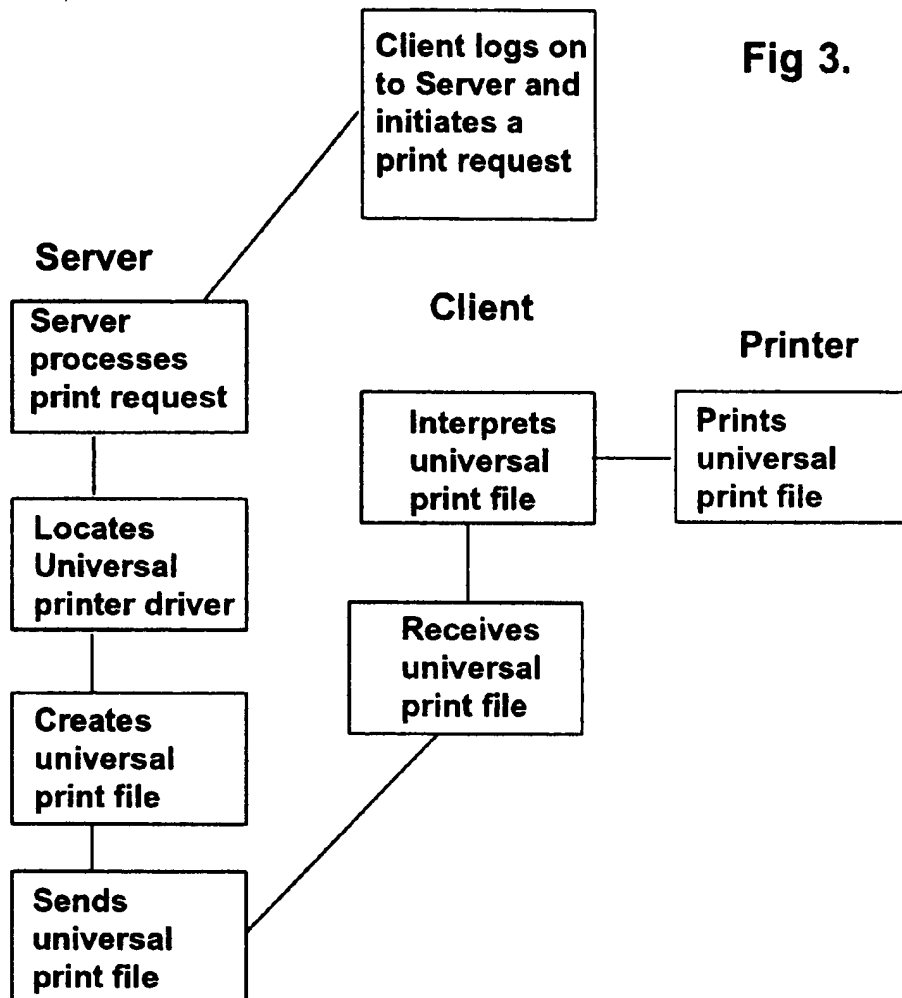 Client logs on
to Server and
initiates a
print request
Fig 3.
Server
Server
processes
print request
Locates
Universal
printer driver
Creates
universal
print file
Sends
universal
print file
Client
Interprets
universal
print file
Receives
universal
print file
Printer
Prints
universal
print file